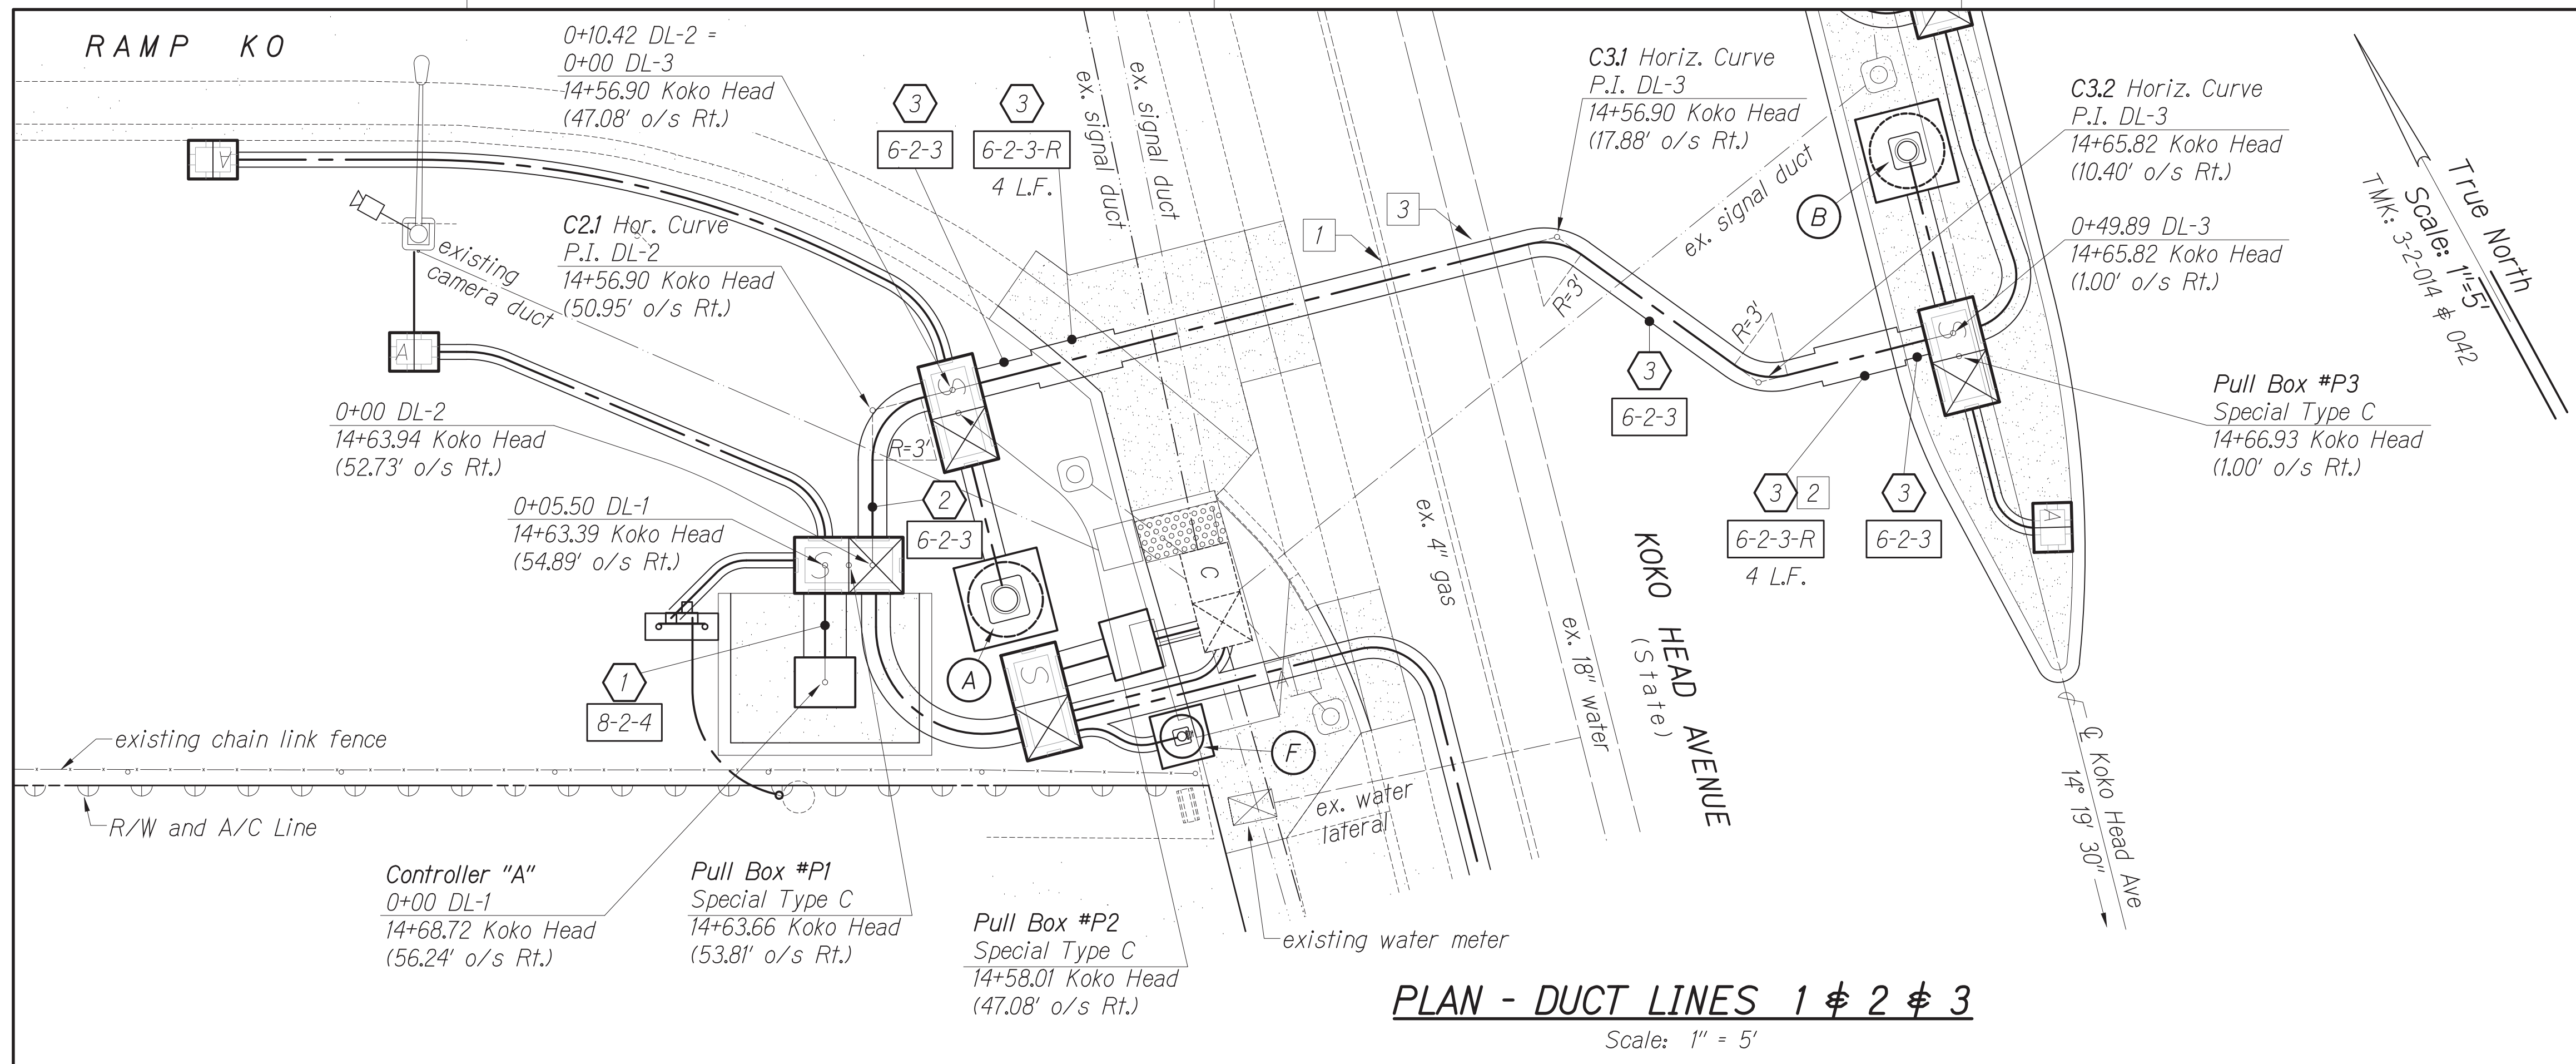 RAMP KO
0+10.42 DL-2 =
0+00 DL-3
14+56.90 Koko Head
(47.08' o/s Rt.)
3
6-2-3
3
6-2-3-R
4 L.F.
ex. signal duct
ex. signal duct
C3.1 Horiz. Curve
P.I. DL-3
14+56.90 Koko Head
(17.88' o/s Rt.)
C3.2 Horiz. Curve
P.I. DL-3
14+65.82 Koko Head
(10.40' o/s Rt.)
True North
Scale: 1"=5'
TMK: 3-2-014 & 042
A
existing
camera duct
C2.1 Hor. Curve
P.I. DL-2
14+56.90 Koko Head
(50.95' o/s Rt.)
1
3
ex. signal duct
B
0+49.89 DL-3
14+65.82 Koko Head
(1.00' o/s Rt.)
R=3'
R=3'
A
S
C
3
6-2-3
Pull Box #P3
Special Type C
14+66.93 Koko Head
(1.00' o/s Rt.)
0+00 DL-2
14+63.94 Koko Head
(52.73' o/s Rt.)
R=3'
2
6-2-3
0+05.50 DL-1
14+63.39 Koko Head
(54.89' o/s Rt.)
C
C
ex. 4" gas
3
2
6-2-3-R
4 L.F.
3
6-2-3
A
KOKO HEAD AVENUE
(State)
ex. 18" water
1
8-2-4
A
S
A
F
℄ Koko Head Ave
14° 19' 30"
existing chain link fence
R/W and A/C Line
ex. water
lateral
Controller "A"
0+00 DL-1
14+68.72 Koko Head
(56.24' o/s Rt.)
Pull Box #P1
Special Type C
14+63.66 Koko Head
(53.81' o/s Rt.)
Pull Box #P2
Special Type C
14+58.01 Koko Head
(47.08' o/s Rt.)
existing water meter
PLAN - DUCT LINES 1 & 2 & 3
Scale: 1" = 5'